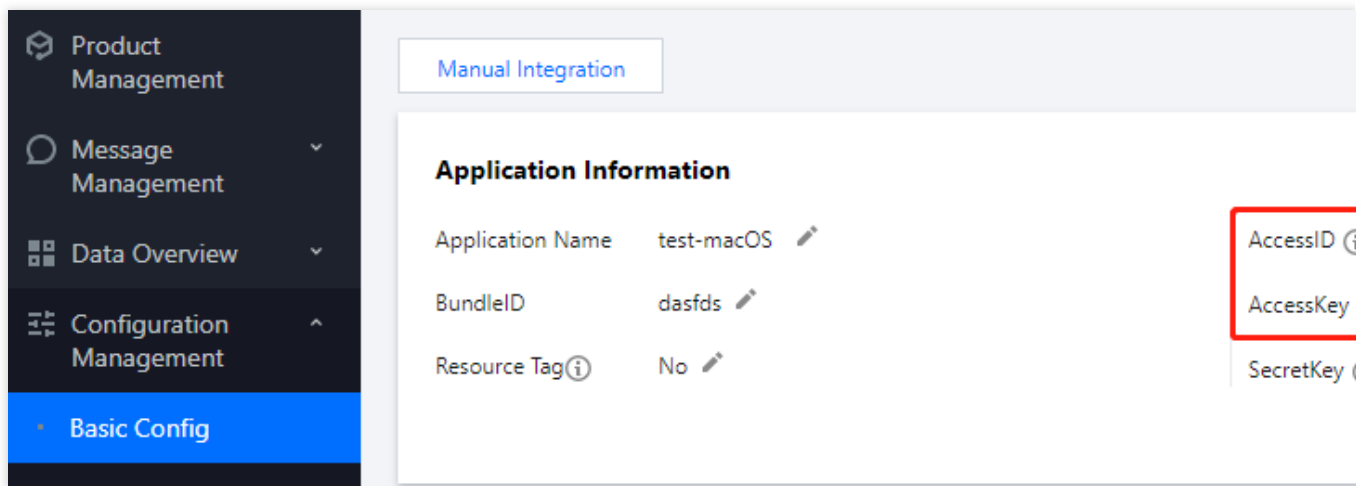 Product
Management
Message
Management
Data Overview
Configuration
Management
Basic Config
Manual Integration
Application Information
Application Name test-macOS
BundleID dasfds
Resource Tag No
AccessID
AccessKey
SecretKey